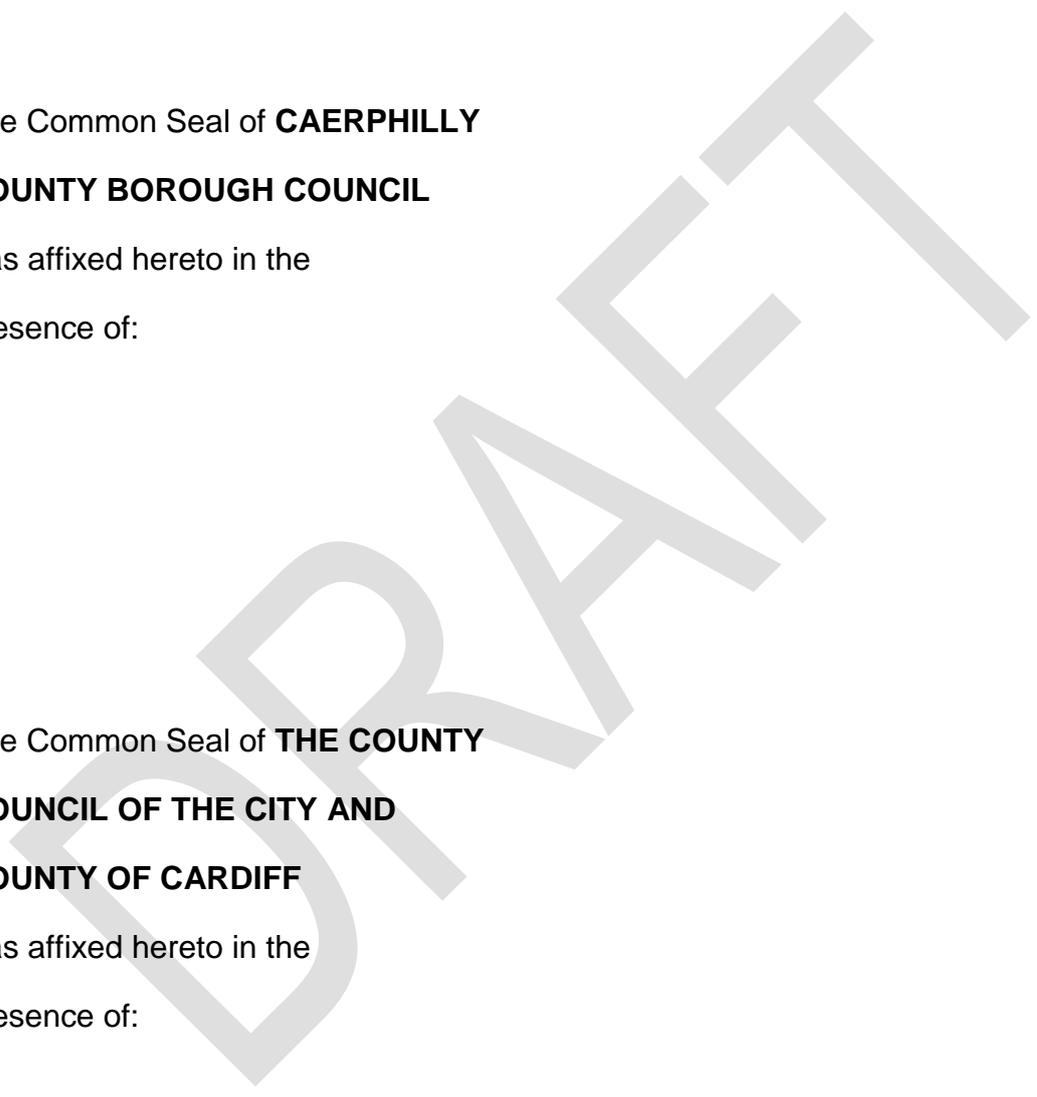 e Common Seal of CAERPHILLY
OUNTY BOROUGH COUNCIL
as affixed hereto in the
esence of:
e Common Seal of THE COUNTY
OUNCIL OF THE CITY AND
OUNTY OF CARDIFF
as affixed hereto in the
esence of:
DRAFT